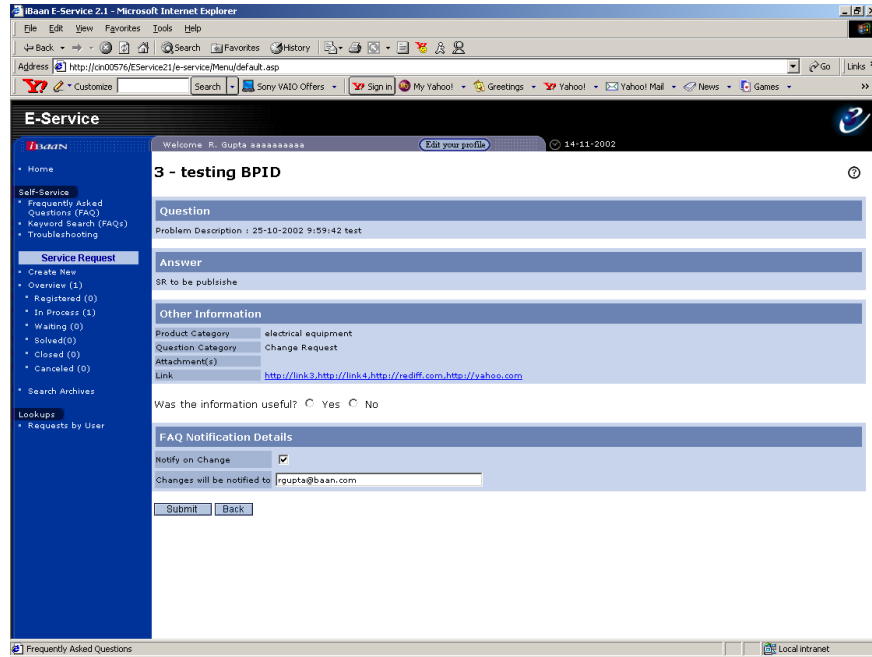 iBaan E-Service 2.1 - Microsoft Internet Explorer
File Edit View Favorites Tools Help
Back Search Favorites History
Address http://cin00576/EService21/e-service/Menu/default.asp Go Links
Y! Customize Search Sony VAIO Offers Sign in My Yahoo! Greetings Yahoo! Yahoo! Mail News Games »
E-Service
iBaan Welcome R. Gupta aaaaaaaaaa Edit your profile 14-11-2002
Home
Self-Service
Frequently Asked
Questions (FAQ)
Keyword Search (FAQs)
Troubleshooting
Service Request
Create New
Overview (1)
Registered (0)
In Process (1)
Waiting (0)
Solved(0)
Closed (0)
Canceled (0)
Search Archives
Lookups
Requests by User
3 - testing BPID
Question
Problem Description : 25-10-2002 9:59:42 test
Answer
SR to be publsishe
Other Information
Product Category electrical equipment
Question Category Change Request
Attachment(s)
Link http://link3,http://link4,http://rediff.com,http://yahoo.com
Was the information useful? Yes No
FAQ Notification Details
Notify on Change
Changes will be notified to rgupta@baan.com
Submit Back
Frequently Asked Questions Local intranet